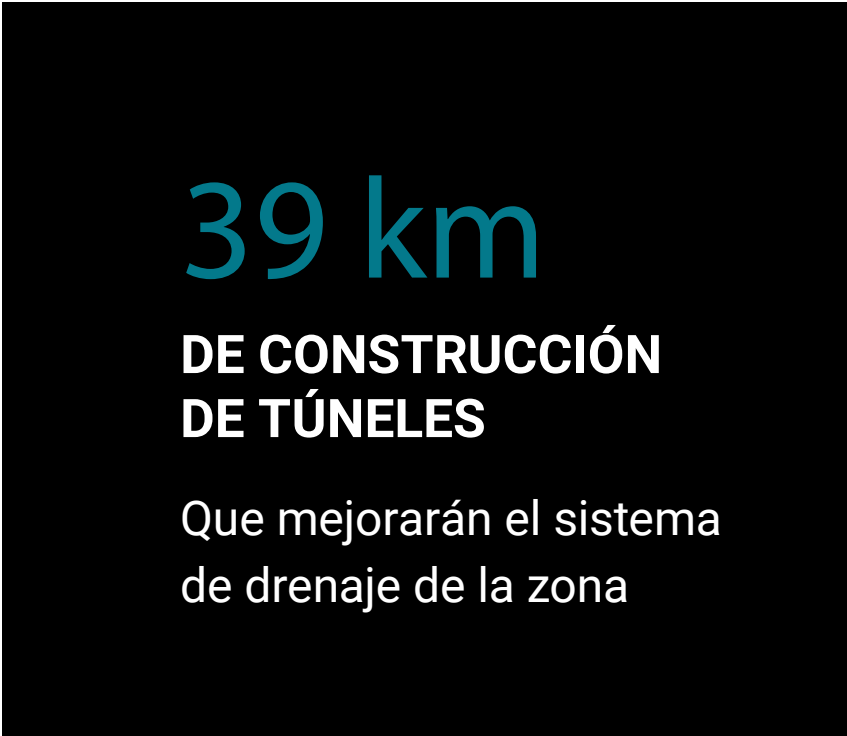 39 km
DE CONSTRUCCIÓN
DE TÚNELES
Que mejorarán el sistema
de drenaje de la zona